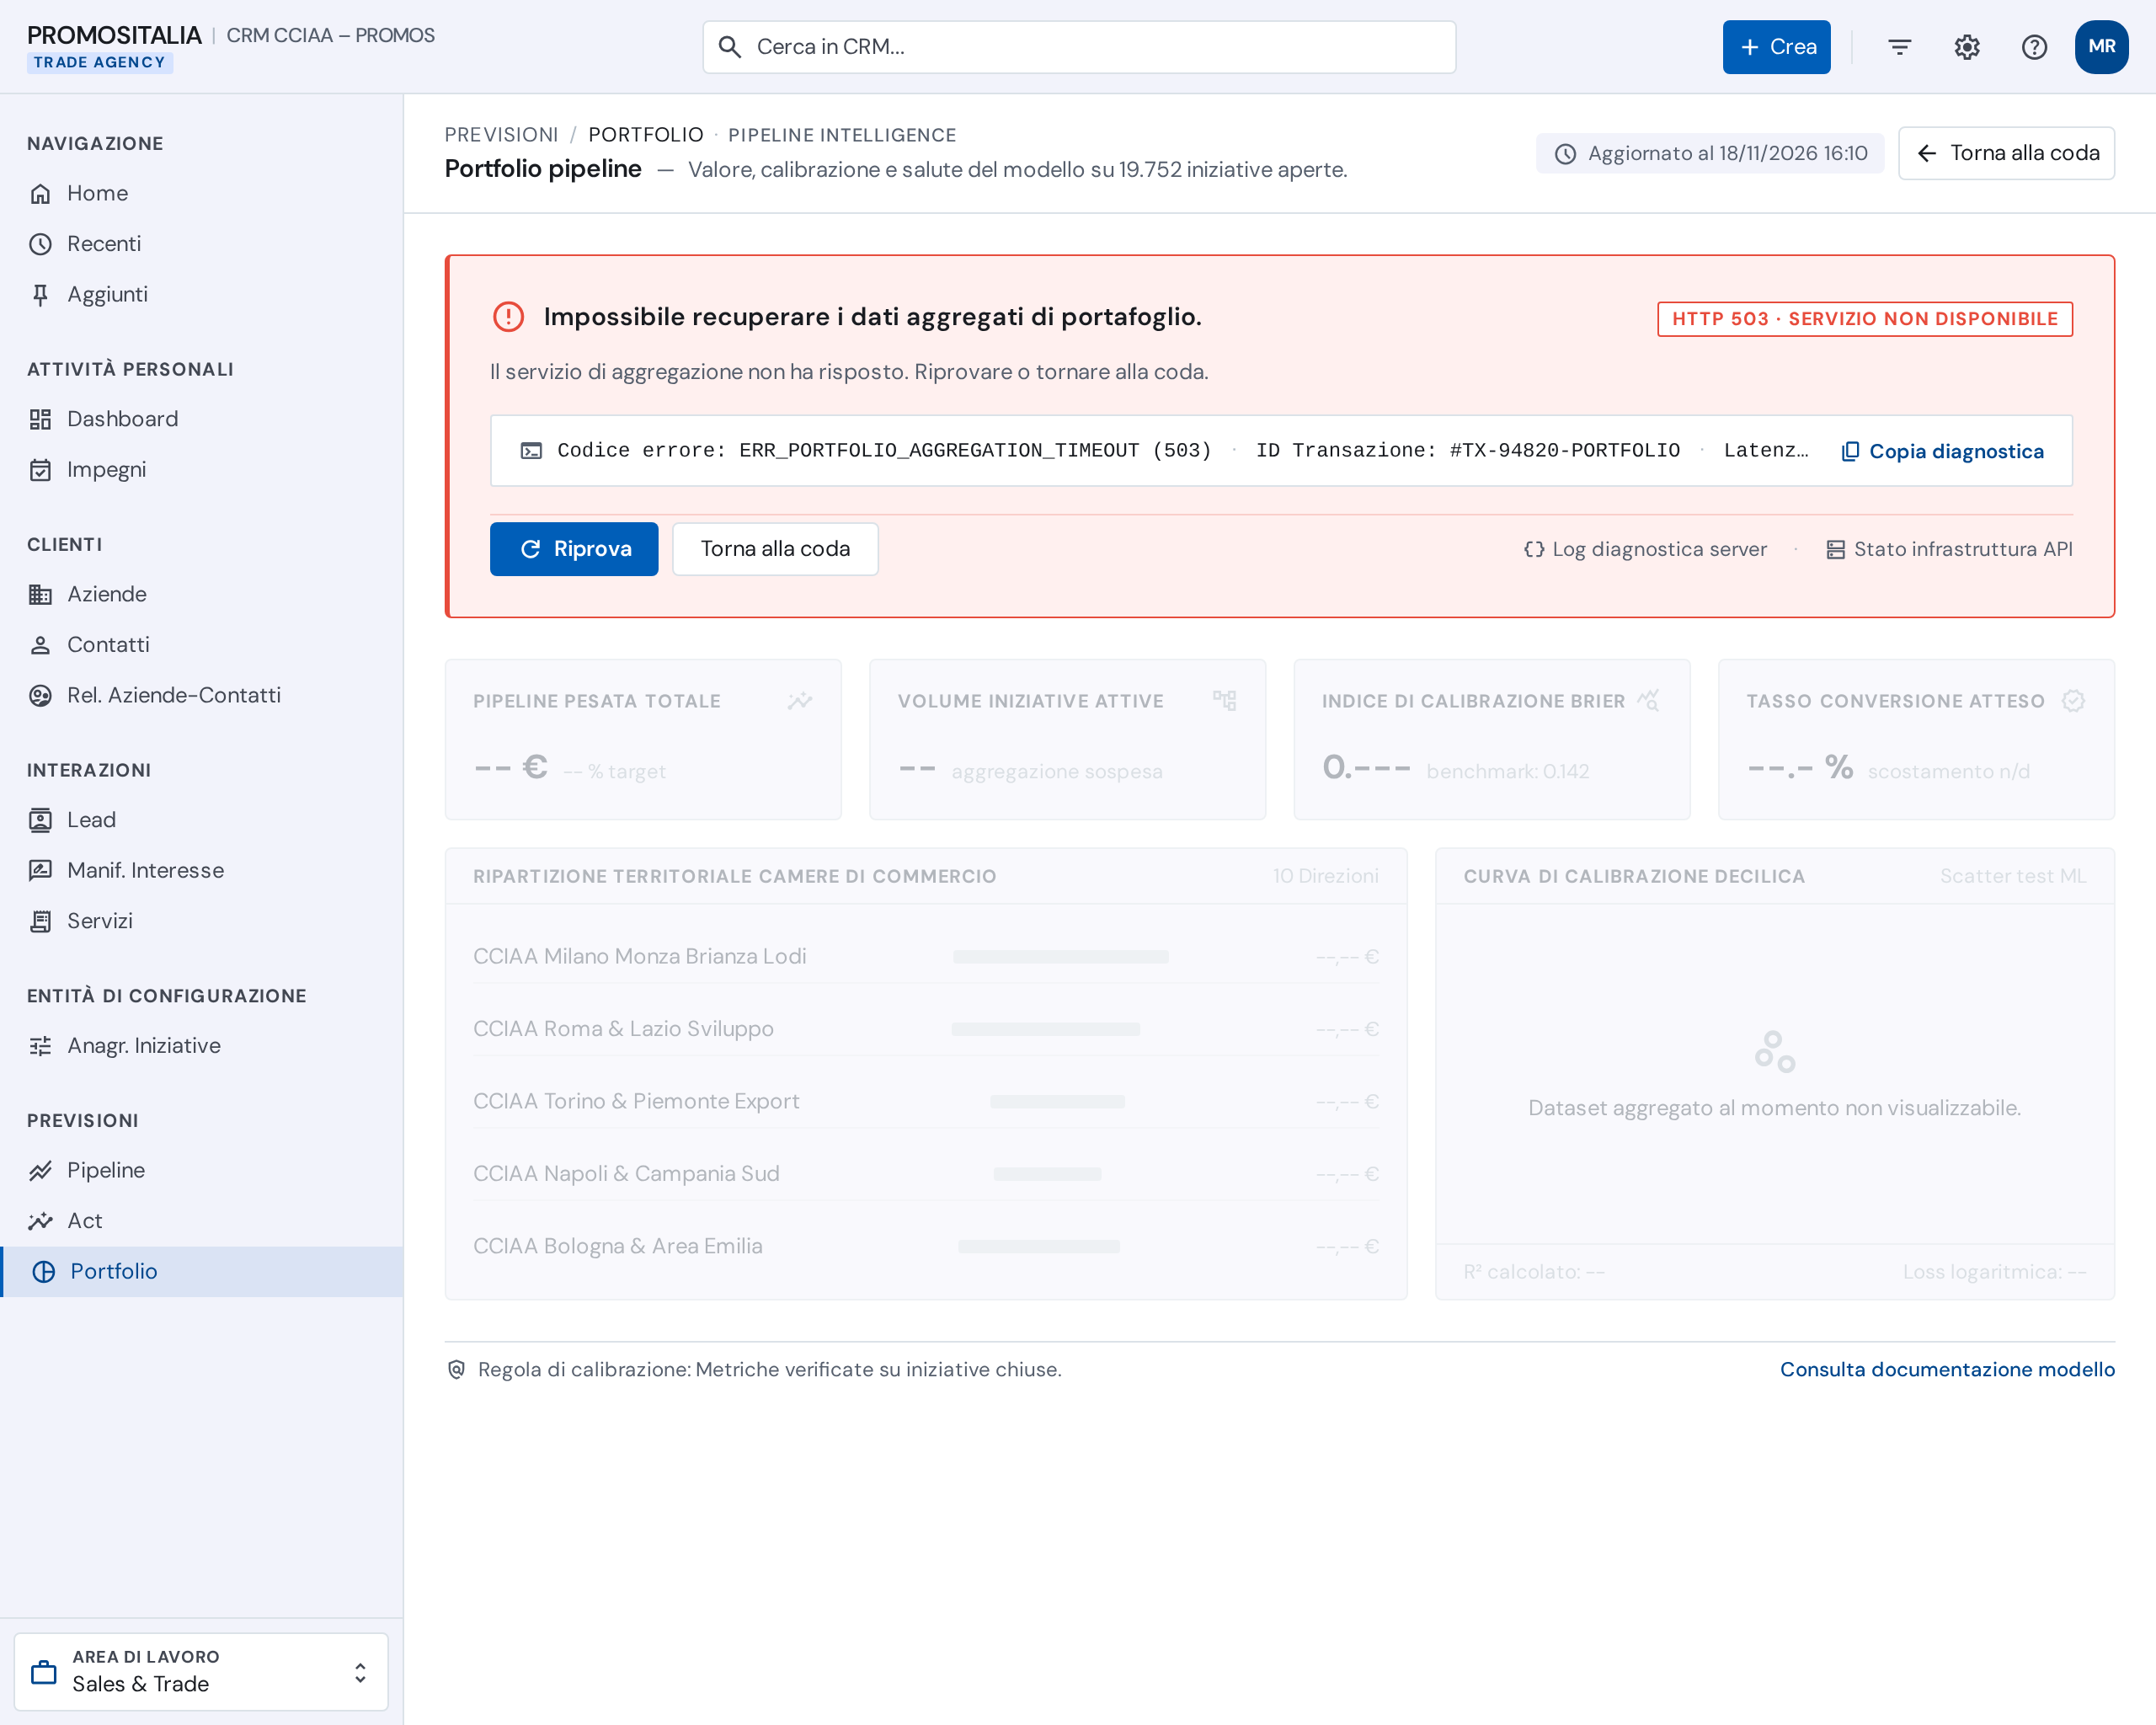 PROMOSITALIA | CRM CCIAA – PROMOS
TRADE AGENCY
Cerca in CRM...
Crea
MR
NAVIGAZIONE
Home
Recenti
Aggiunti
ATTIVITÀ PERSONALI
Dashboard
Impegni
CLIENTI
Aziende
Contatti
Rel. Aziende-Contatti
INTERAZIONI
Lead
Manif. Interesse
Servizi
ENTITÀ DI CONFIGURAZIONE
Anagr. Iniziative
PREVISIONI
Pipeline
Act
Portfolio
AREA DI LAVORO
Sales & Trade
PREVISIONI / PORTFOLIO · PIPELINE INTELLIGENCE
Portfolio pipeline — Valore, calibrazione e salute del modello su 19.752 iniziative aperte.
Aggiornato al 18/11/2026 16:10
Torna alla coda
Impossibile recuperare i dati aggregati di portafoglio.
HTTP 503 · SERVIZIO NON DISPONIBILE
Il servizio di aggregazione non ha risposto. Riprovare o tornare alla coda.
Codice errore: ERR_PORTFOLIO_AGGREGATION_TIMEOUT (503) · ID Transazione: #TX-94820-PORTFOLIO · Latenz…
Copia diagnostica
Riprova
Torna alla coda
Log diagnostica server · Stato infrastruttura API
PIPELINE PESATA TOTALE
-- € -- % target
VOLUME INIZIATIVE ATTIVE
-- aggregazione sospesa
INDICE DI CALIBRAZIONE BRIER
0.--- benchmark: 0.142
TASSO CONVERSIONE ATTESO
--.- % scostamento n/d
RIPARTIZIONE TERRITORIALE CAMERE DI COMMERCIO
10 Direzioni
CCIAA Milano Monza Brianza Lodi --,-- €
CCIAA Roma & Lazio Sviluppo --,-- €
CCIAA Torino & Piemonte Export --,-- €
CCIAA Napoli & Campania Sud --,-- €
CCIAA Bologna & Area Emilia --,-- €
CURVA DI CALIBRAZIONE DECILICA
Scatter test ML
Dataset aggregato al momento non visualizzabile.
R² calcolato: --
Loss logaritmica: --
Regola di calibrazione: Metriche verificate su iniziative chiuse.
Consulta documentazione modello